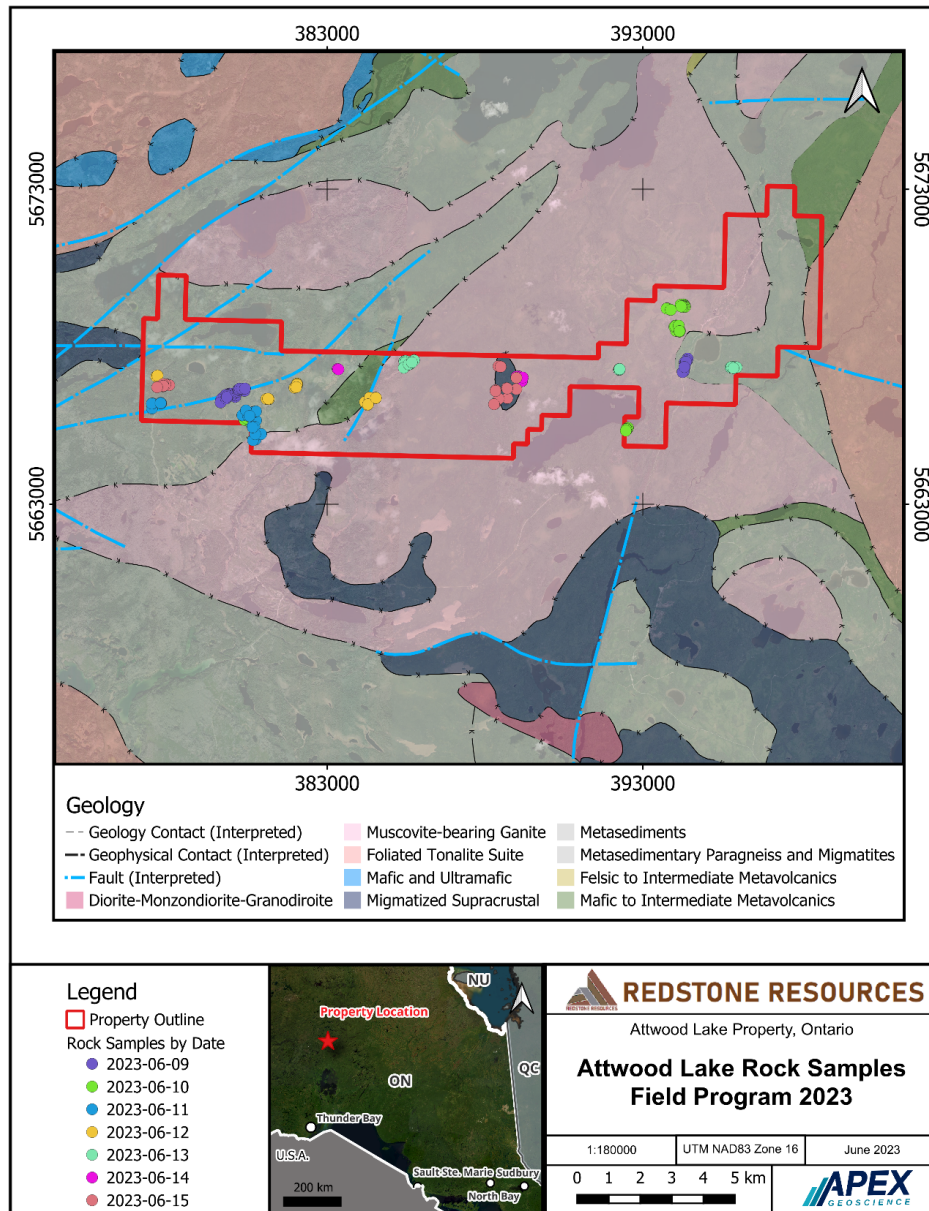 383000
393000
5673000
5673000
5663000
5663000
383000
393000
Geology
Geology Contact (Interpreted)
Geophysical Contact (Interpreted)
Fault (Interpreted)
Diorite-Monzondiorite-Granodiroite
Muscovite-bearing Ganite
Foliated Tonalite Suite
Mafic and Ultramafic
Migmatized Supracrustal
Metasediments
Metasedimentary Paragneiss and Migmatites
Felsic to Intermediate Metavolcanics
Mafic to Intermediate Metavolcanics
Legend
Property Outline
Rock Samples by Date
2023-06-09
2023-06-10
2023-06-11
2023-06-12
2023-06-13
2023-06-14
2023-06-15
NU
Property Location
ON
QC
Thunder Bay
U.S.A.
Sault-Ste. Marie
Sudbury
North Bay
200 km
REDSTONE RESOURCES
REDSTONE RESOURCES
Attwood Lake Property, Ontario
Attwood Lake Rock Samples
Field Program 2023
1:180000
UTM NAD83 Zone 16
June 2023
0 1 2 3 4 5 km
APEX
GEOSCIENCE